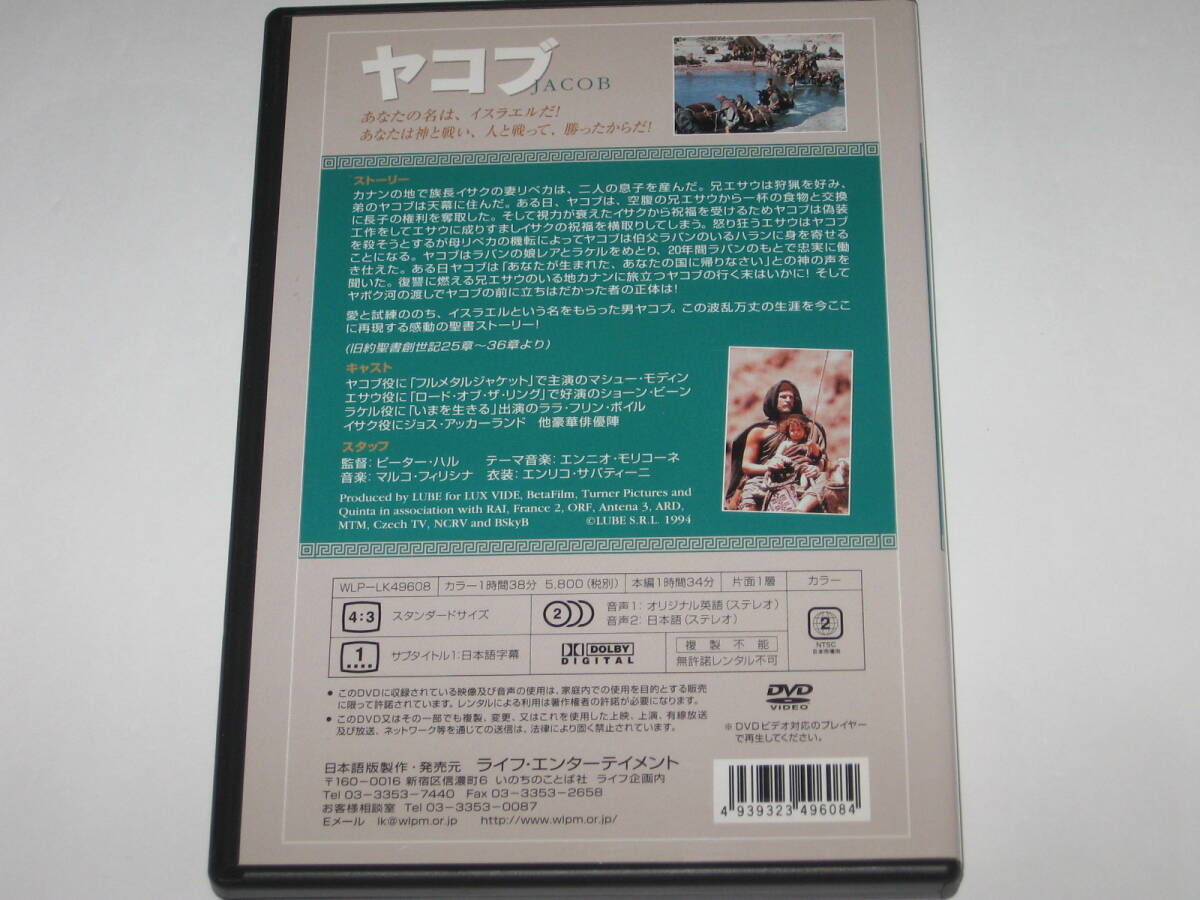 ヤコブ
JACOB
あなたの名は、イスラエルだ!
あなたは神と戦い、人と戦って、勝ったからだ!
ストーリー
カナンの地で族長イサクの妻リベカは、二人の息子を産んだ。兄エサウは狩猟を好み、
弟のヤコブは天幕に住んだ。ある日、ヤコブは、空腹の兄エサウから一杯の食物と交換
に長子の権利を奪取した。そして視力が衰えたイサクから祝福を受けるためヤコブは偽装
工作をしてエサウに成りすましイサクの祝福を横取りしてしまう。怒り狂うエサウはヤコブ
を殺そうとするが母リベカの機転によってヤコブは伯父ラバンのいるハランに身を寄せる
ことになる。ヤコブはラバンの娘レアとラケルをめとり、20年間ラバンのもとで忠実に働
き仕えた。ある日ヤコブは「あなたが生まれた、あなたの国に帰りなさい」との神の声を
聞いた。復讐に燃える兄エサウのいる地カナンに旅立つヤコブの行く末はいかに! そして
ヤボク河の渡しでヤコブの前に立ちはだかった者の正体は!
愛と試練ののち、イスラエルという名をもらった男ヤコブ。この波乱万丈の生涯を今ここ
に再現する感動の聖書ストーリー!
(旧約聖書創世記25章〜36章より)
キャスト
ヤコブ役に「フルメタルジャケット」で主演のマシュー・モディン
エサウ役に「ロード・オブ・ザ・リング」で好演のショーン・ビーン
ラケル役に「いまを生きる」出演のララ・フリン・ボイル
イサク役にジョス・アッカーランド 他豪華俳優陣
スタッフ
監督: ピーター・ハル テーマ音楽: エンニオ・モリコーネ
音楽: マルコ・フィリシナ 衣装: エンリコ・サバティーニ
Produced by LUBE for LUX VIDE, BetaFilm, Turner Pictures and
Quinta in association with RAI, France 2, ORF, Antena 3, ARD,
MTM, Czech TV, NCRV and BSkyB ©LUBE S.R.L. 1994
WLP-LK49608 カラー1時間38分 5,800(税別) 本編1時間34分 片面1層 カラー
4:3 スタンダードサイズ
2 音声1: オリジナル英語(ステレオ)
音声2: 日本語(ステレオ)
2
NTSC
日本市場向
1 サブタイトル1:日本語字幕
DOLBY
DIGITAL
複製不能
無許諾レンタル不可
● このDVDに収録されている映像及び音声の使用は、家庭内での使用を目的とする販売
に限って許諾されています。レンタルによる利用は著作権者の許諾が必要になります。
● このDVD又はその一部でも複製、変更、又はこれを使用した上映、上演、有線放送
及び放送、ネットワーク等を通じての送信は、法律により固く禁止されています。
DVD
VIDEO
※DVDビデオ対応のプレイヤー
で再生してください。
日本語版製作・発売元 ライフ・エンターテイメント
〒160-0016 新宿区信濃町6 いのちのことば社 ライフ企画内
Tel 03-3353-7440 Fax 03-3353-2658
お客様相談室 Tel 03-3353-0087
Eメール lk@wlpm.or.jp http://www.wlpm.or.jp/
4 939323 496084